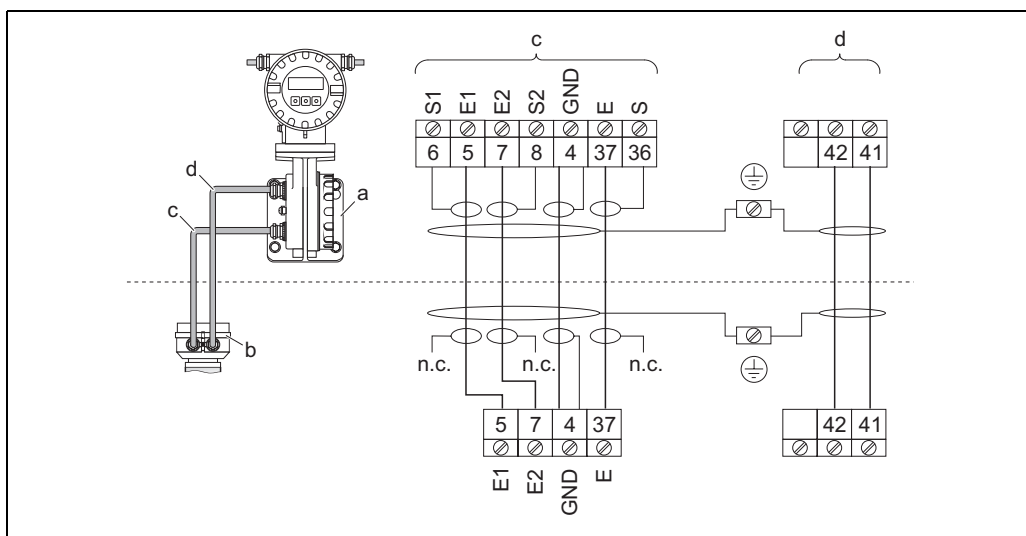 c
d
S1 E1 E2 S2 GND E S
6 5 7 8 4 37 36
42 41
d
c
a
b
n.c. n.c. n.c.
5 7 4 37
42 41
E1 E2 GND E